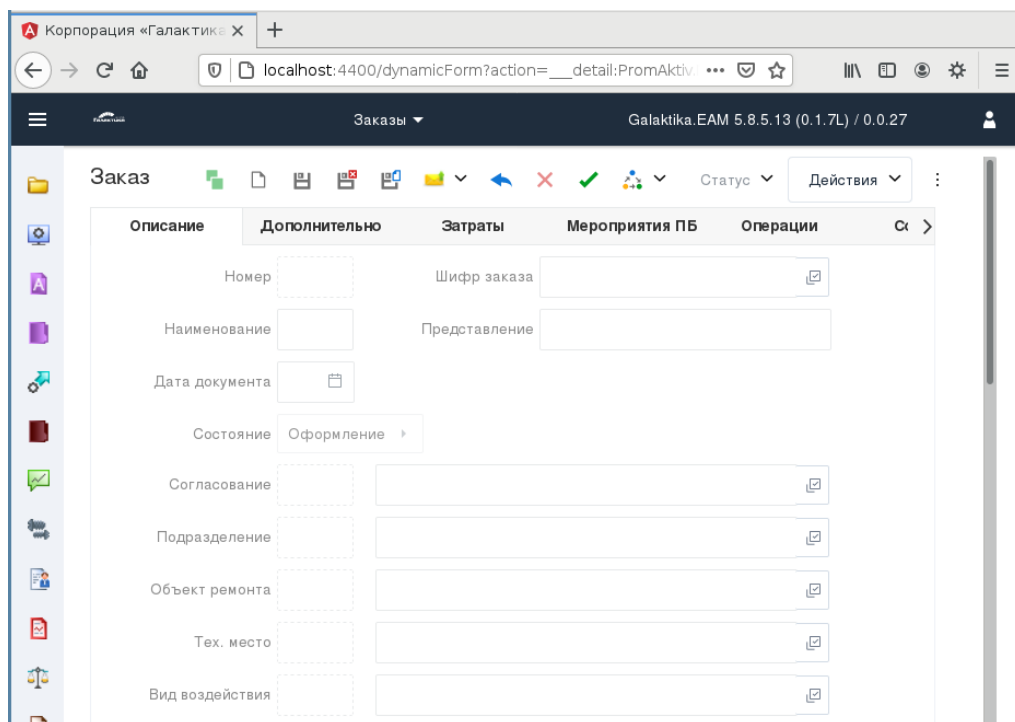 Корпорация «Галактика
localhost:4400/dynamicForm?action=___detail:PromAktiv
Заказы
Galaktika.EAM 5.8.5.13 (0.1.7L) / 0.0.27
Заказ
Статус
Действия
Описание Дополнительно Затраты Мероприятия ПБ Операции
Номер Шифр заказа
Наименование Представление
Дата документа
Состояние Оформление
Согласование
Подразделение
Объект ремонта
Тех. место
Вид воздействия